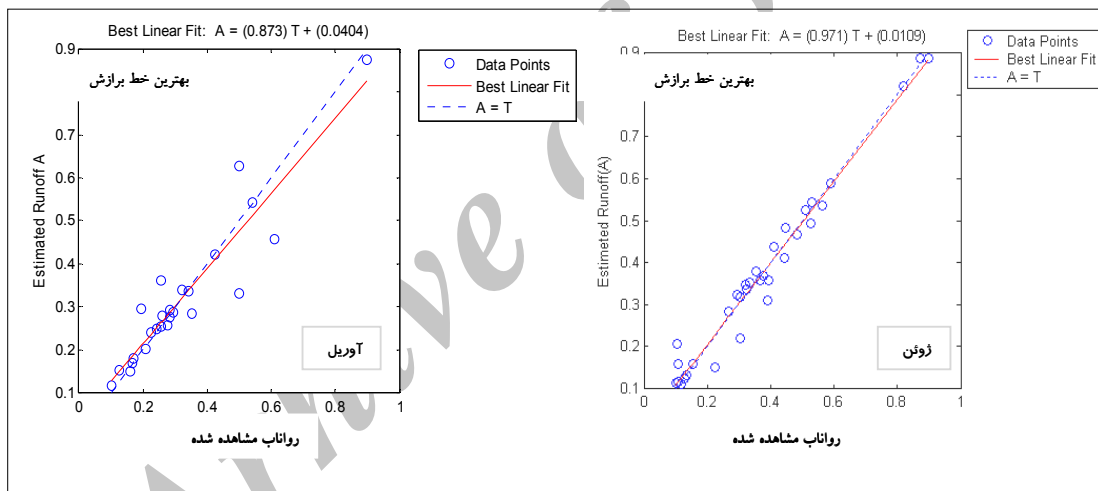 Best Linear Fit: A = (0.873) T + (0.0404)
0.9
0.7
0.6
0.5
0.4
0.3
0.2
0.1
0.2
0.4
0.6
0.8
1
Estimated Runoff A
بهترین خط برازش
آوریل
رواناب مشاهده شده
Data Points
Best Linear Fit
A = T
Best Linear Fit: A = (0.971) T + (0.0109)
0.9
0.7
0.6
0.5
0.4
0.3
0.2
0.1
0
0.2
0.4
0.6
0.8
1
Estimeted Runoff(A)
بهترین خط برازش
ژوئن
رواناب مشاهده شده
Data Points
Best Linear Fit
A = T
Archive